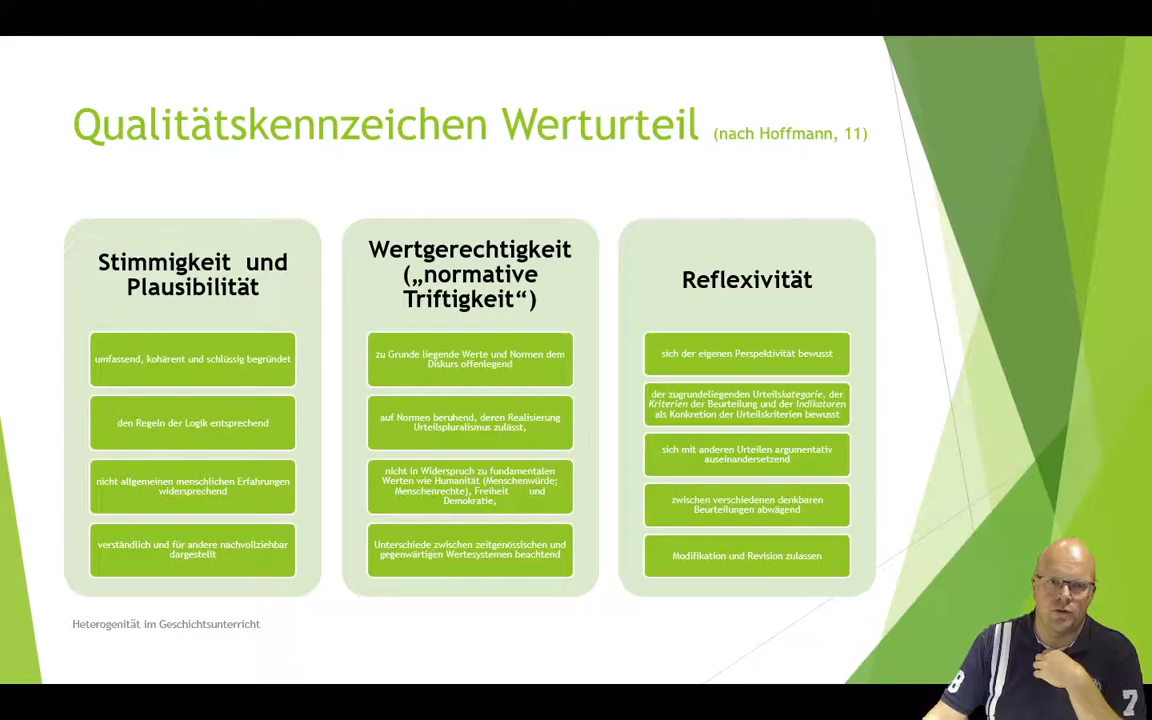 Qualitätskennzeichen Werturteil (nach Hoffmann, 11)
Stimmigkeit und
Plausibilität
umfassend, kohärent und schlüssig begründet
den Regeln der Logik entsprechend
nicht allgemeinen menschlichen Erfahrungen
widersprechend
verständlich und für andere nachvollziehbar
dargestellt
Wertgerechtigkeit
(„normative
Triftigkeit“)
zu Grunde liegende Werte und Normen dem
Diskurs offenlegend
auf Normen beruhend, deren Realisierung
Urteilspluralismus zulässt,
nicht in Widerspruch zu fundamentalen
Werten wie Humanität (Menschenwürde;
Menschenrechte), Freiheit und
Demokratie,
Unterschiede zwischen zeitgenössischen und
gegenwärtigen Wertesystemen beachtend
Reflexivität
sich der eigenen Perspektivität bewusst
der zugrundeliegenden Urteilskategorie, der
Kriterien der Beurteilung und der Indikatoren
als Konkretion der Urteilskriterien bewusst
sich mit anderen Urteilen argumentativ
auseinandersetzend
zwischen verschiedenen denkbaren
Beurteilungen abwägend
Modifikation und Revision zulassen
Heterogenität im Geschichtsunterricht
8
7